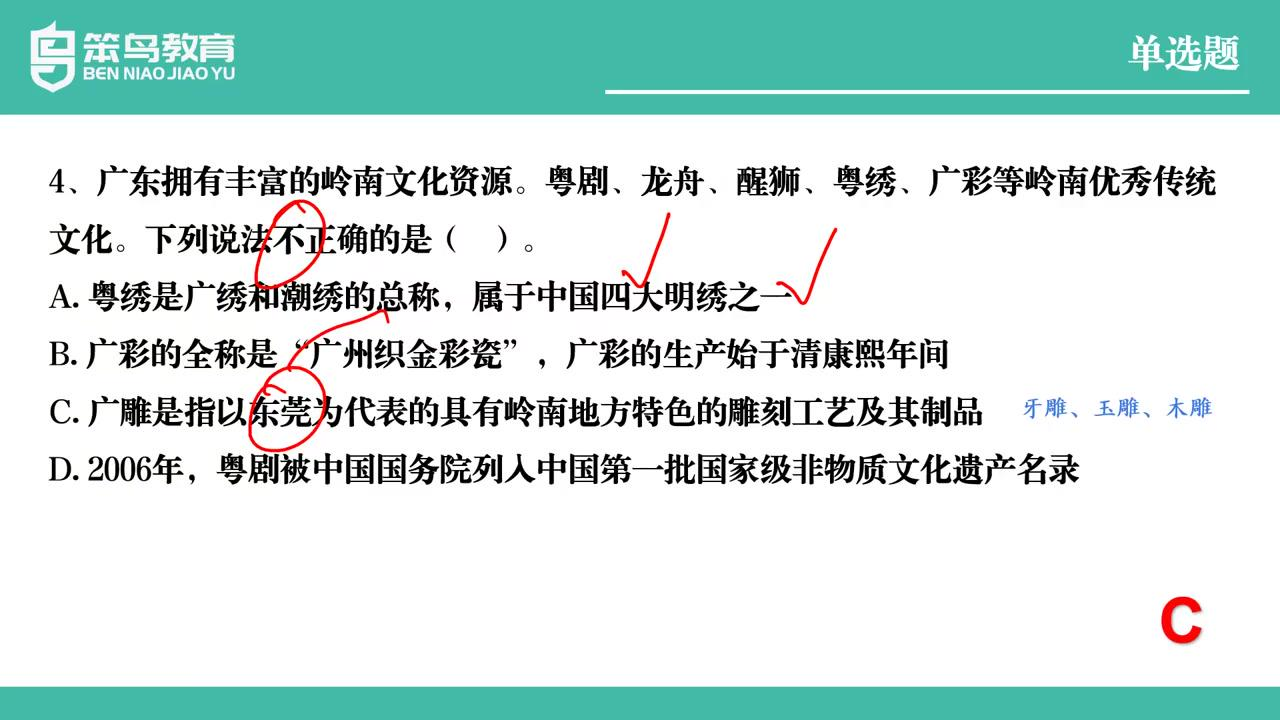 笨鸟教育
BEN NIAO JIAO YU
单选题
4、广东拥有丰富的岭南文化资源。粤剧、龙舟、醒狮、粤绣、广彩等岭南优秀传统
文化。下列说法不正确的是（ ）。
A. 粤绣是广绣和潮绣的总称，属于中国四大明绣之一
B. 广彩的全称是“广州织金彩瓷”，广彩的生产始于清康熙年间
C. 广雕是指以东莞为代表的具有岭南地方特色的雕刻工艺及其制品
牙雕、玉雕、木雕
D. 2006年，粤剧被中国国务院列入中国第一批国家级非物质文化遗产名录
C